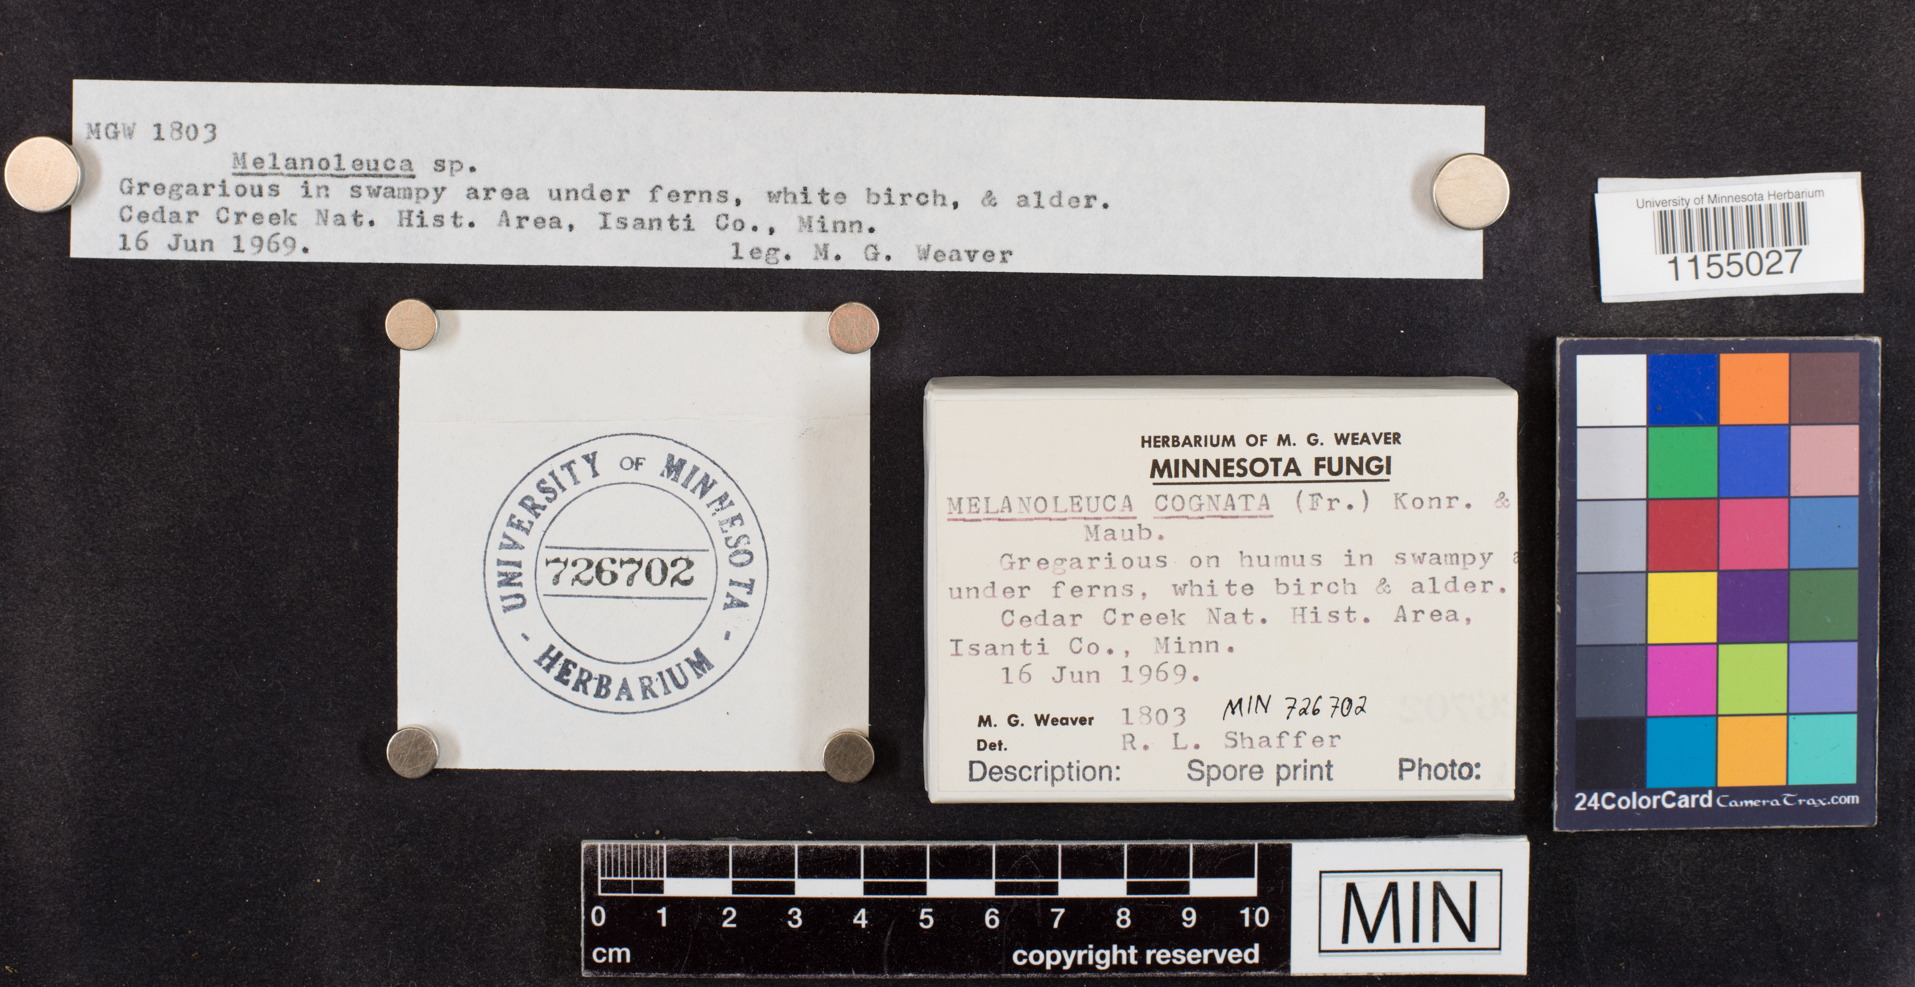 MGW 1803
Melanoleuca sp.
Gregarious in swampy area under ferns, white birch, & alder.
Cedar Creek Nat. Hist. Area, Isanti Co., Minn.
16 Jun 1969. leg. M. G. Weaver
University of Minnesota Herbarium
1155027
UNIVERSITY OF MINNESOTA
726702
- HERBARIUM -
HERBARIUM OF M. G. WEAVER
MINNESOTA FUNGI
MELANOLEUCA COGNATA (Fr.) Konr. &
Maub.
Gregarious on humus in swampy
under ferns, white birch & alder.
Cedar Creek Nat. Hist. Area,
Isanti Co., Minn.
16 Jun 1969.
M. G. Weaver 1803 MIN 726702
Det. R. L. Shaffer
Description: Spore print Photo:
24ColorCard CameraTrax.com
0 1 2 3 4 5 6 7 8 9 10
cm copyright reserved
MIN